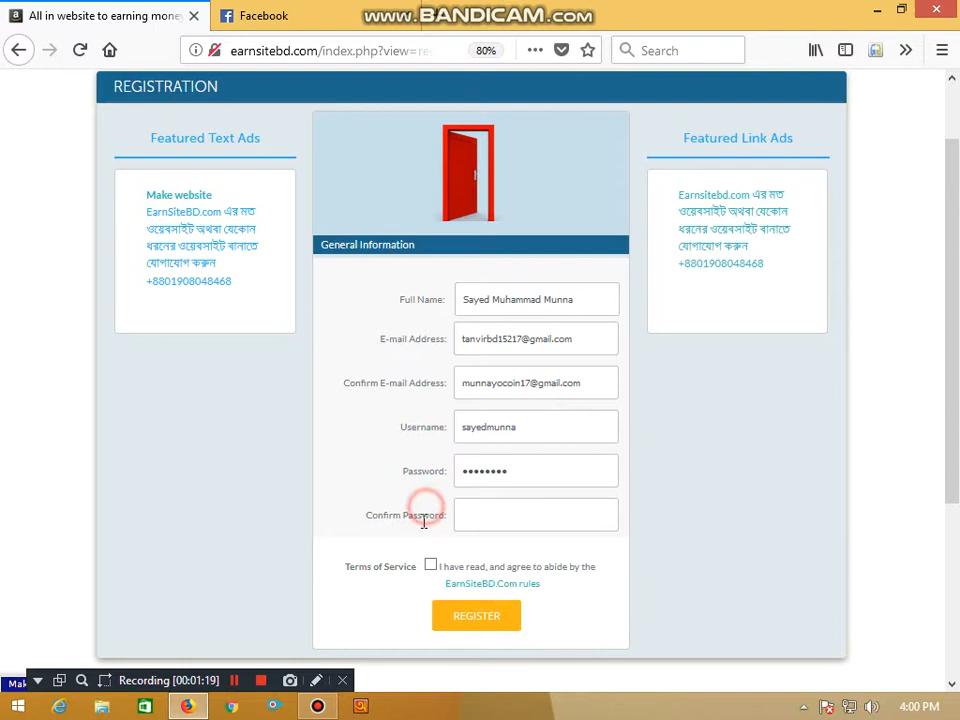 All in website to earning money
Facebook
www.BANDICAM.com
earnsitebd.com/index.php?view=re
80%
Search
REGISTRATION
Featured Text Ads
Make website
EarnSiteBD.com এর মত
ওয়েবসাইট অথবা যেকোন
ধরনের ওয়েবসাইট বানাতে
যোগাযোগ করুন
+8801908048468
General Information
Full Name: Sayed Muhammad Munna
E-mail Address: tanvirbd15217@gmail.com
Confirm E-mail Address: munnayocoin17@gmail.com
Username: sayedmunna
Password: ••••••••
Confirm Password:
Terms of Service I have read, and agree to abide by the
EarnSiteBD.Com rules
REGISTER
Featured Link Ads
Earnsitebd.com এর মত
ওয়েবসাইট অথবা যেকোন
ধরনের ওয়েবসাইট বানাতে
যোগাযোগ করুন
+8801908048468
Mak
Recording [00:01:19]
4:00 PM